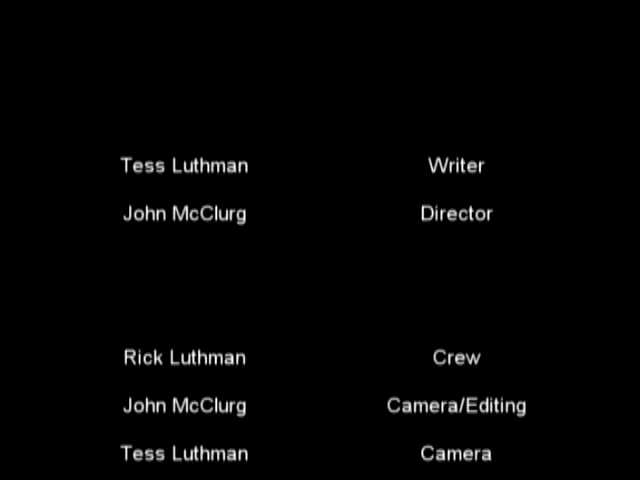 Tess Luthman Writer
John McClurg Director
Rick Luthman Crew
John McClurg Camera/Editing
Tess Luthman Camera